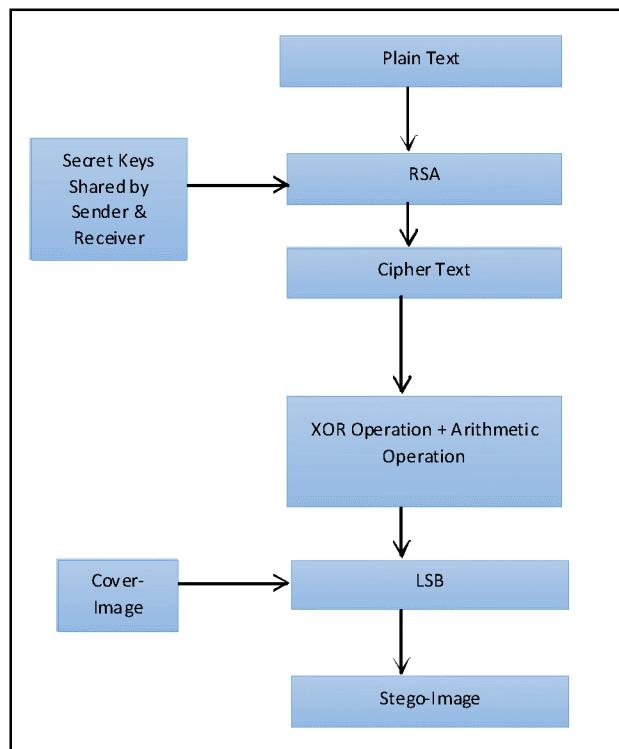 Plain Text
Secret Keys
Shared by
Sender &
Receiver
RSA
Cipher Text
XOR Operation + Arithmetic
Operation
Cover-
Image
LSB
Stego-Image